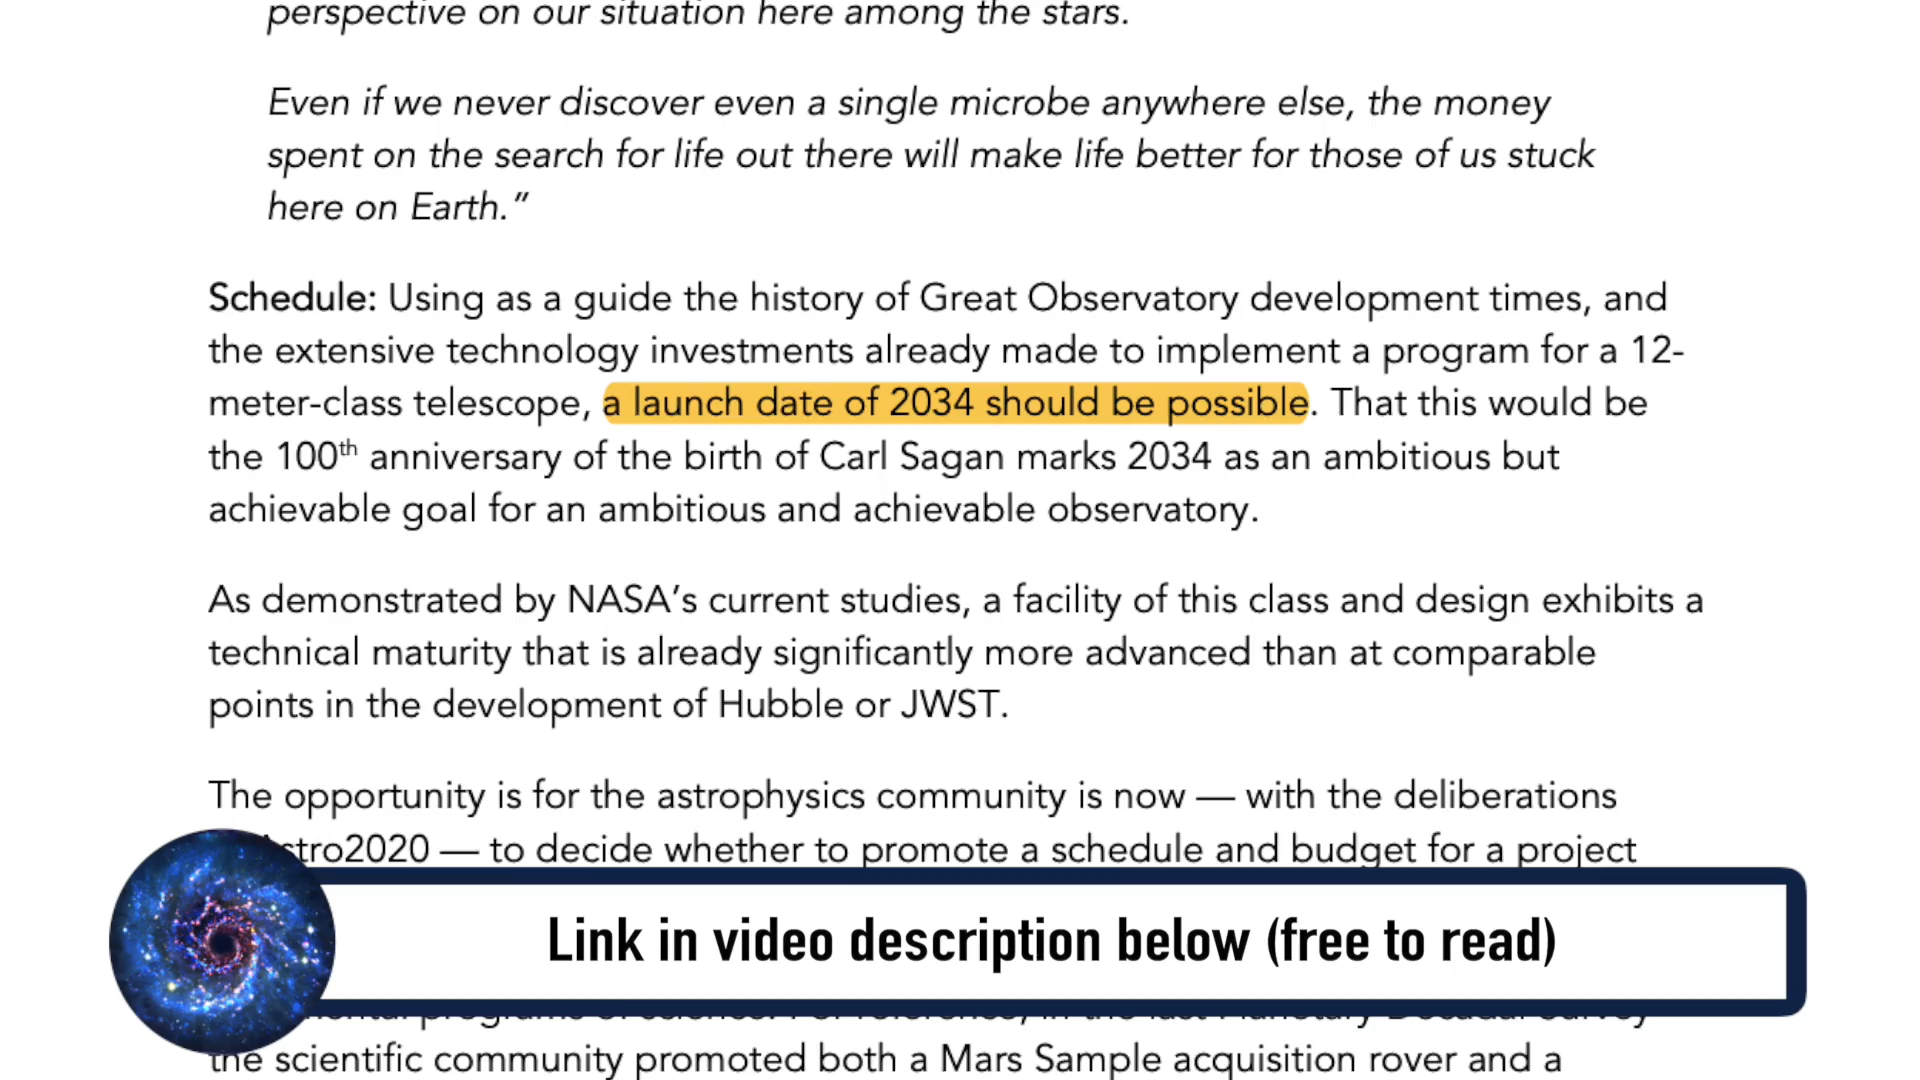 perspective on our situation here among the stars.
Even if we never discover even a single microbe anywhere else, the money
spent on the search for life out there will make life better for those of us stuck
here on Earth.”
Schedule: Using as a guide the history of Great Observatory development times, and
the extensive technology investments already made to implement a program for a 12-
meter-class telescope, a launch date of 2034 should be possible. That this would be
the 100th anniversary of the birth of Carl Sagan marks 2034 as an ambitious but
achievable goal for an ambitious and achievable observatory.
As demonstrated by NASA’s current studies, a facility of this class and design exhibits a
technical maturity that is already significantly more advanced than at comparable
points in the development of Hubble or JWST.
The opportunity is for the astrophysics community is now — with the deliberations
— to decide whether to promote a schedule and budget for a project
Link in video description below (free to read)
the scientific community promoted both a Mars Sample acquisition rover and a